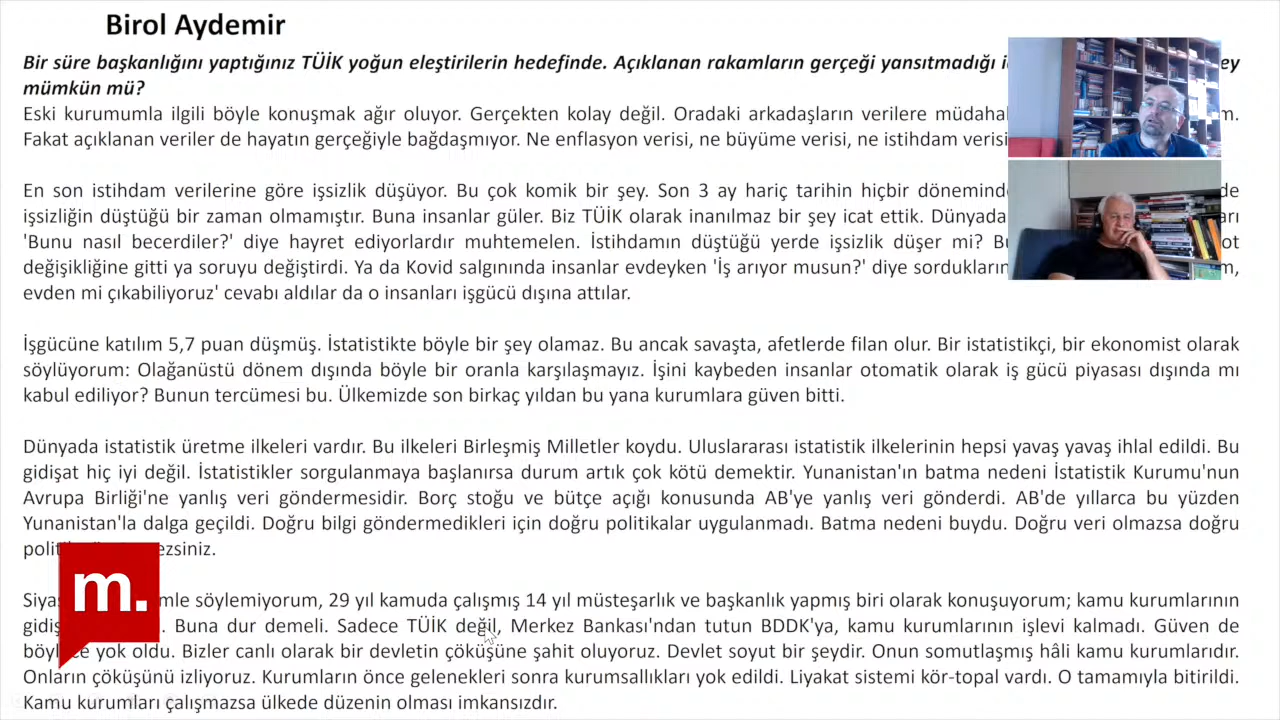 Birol Aydemir
Bir süre başkanlığını yaptığınız TÜİK yoğun eleştirilerin hedefinde. Açıklanan rakamların gerçeği yansıtmadığı ey
mümkün mü?
Eski kurumumla ilgili böyle konuşmak ağır oluyor. Gerçekten kolay değil. Oradaki arkadaşların verilere
Fakat açıklanan veriler de hayatın gerçeğiyle bağdaşmıyor. Ne enflasyon verisi, ne büyüme verisi, ne istihdam verisi
En son istihdam verilerine göre işsizlik düşüyor. Bu çok komik bir şey. Son 3 ay hariç tarihin hiçbir de
işsizliğin düştüğü bir zaman olmamıştır. Buna insanlar güler. Biz TÜİK olarak inanılmaz bir şey icat ettik. Dünyada
'Bunu nasıl becerdiler?' diye hayret ediyorlardır muhtemelen. İstihdamın düştüğü yerde işsizlik düşer mi?
değişikliğine gitti ya soruyu değiştirdi. Ya da Kovid salgınında insanlar evdeyken 'İş arıyor musun?' diye
evden mi çıkabiliyoruz' cevabı aldılar da o insanları işgücü dışına attılar.
İşgücüne katılım 5,7 puan düşmüş. İstatistikte böyle bir şey olamaz. Bu ancak savaşta, afetlerde filan olur. Bir istatistikçi, bir ekonomist olarak
söylüyorum: Olağanüstü dönem dışında böyle bir oranla karşılaşmayız. İşini kaybeden insanlar otomatik olarak iş gücü piyasası dışında mı
kabul ediliyor? Bunun tercümesi bu. Ülkemizde son birkaç yıldan bu yana kurumlara güven bitti.
Dünyada istatistik üretme ilkeleri vardır. Bu ilkeleri Birleşmiş Milletler koydu. Uluslararası istatistik ilkelerinin hepsi yavaş yavaş ihlal edildi. Bu
gidişat hiç iyi değil. İstatistikler sorgulanmaya başlanırsa durum artık çok kötü demektir. Yunanistan'ın batma nedeni İstatistik Kurumu'nun
Avrupa Birliği'ne yanlış veri göndermesidir. Borç stoğu ve bütçe açığı konusunda AB'ye yanlış veri gönderdi. AB'de yıllarca bu yüzden
Yunanistan'la dalga geçildi. Doğru bilgi göndermedikleri için doğru politikalar uygulanmadı. Batma nedeni buydu. Doğru veri olmazsa doğru
m.
söylemiyorum, 29 yıl kamuda çalışmış 14 yıl müsteşarlık ve başkanlık yapmış biri olarak konuşuyorum; kamu kurumlarının
Buna dur demeli. Sadece TÜİK değil, Merkez Bankası'ndan tutun BDDK'ya, kamu kurumlarının işlevi kalmadı. Güven de
yok oldu. Bizler canlı olarak bir devletin çöküşüne şahit oluyoruz. Devlet soyut bir şeydir. Onun somutlaşmış hâli kamu kurumlarıdır.
Onların çöküşünü izliyoruz. Kurumların önce gelenekleri sonra kurumsallıkları yok edildi. Liyakat sistemi kör-topal vardı. O tamamıyla bitirildi.
Kamu kurumları çalışmazsa ülkede düzenin olması imkansızdır.